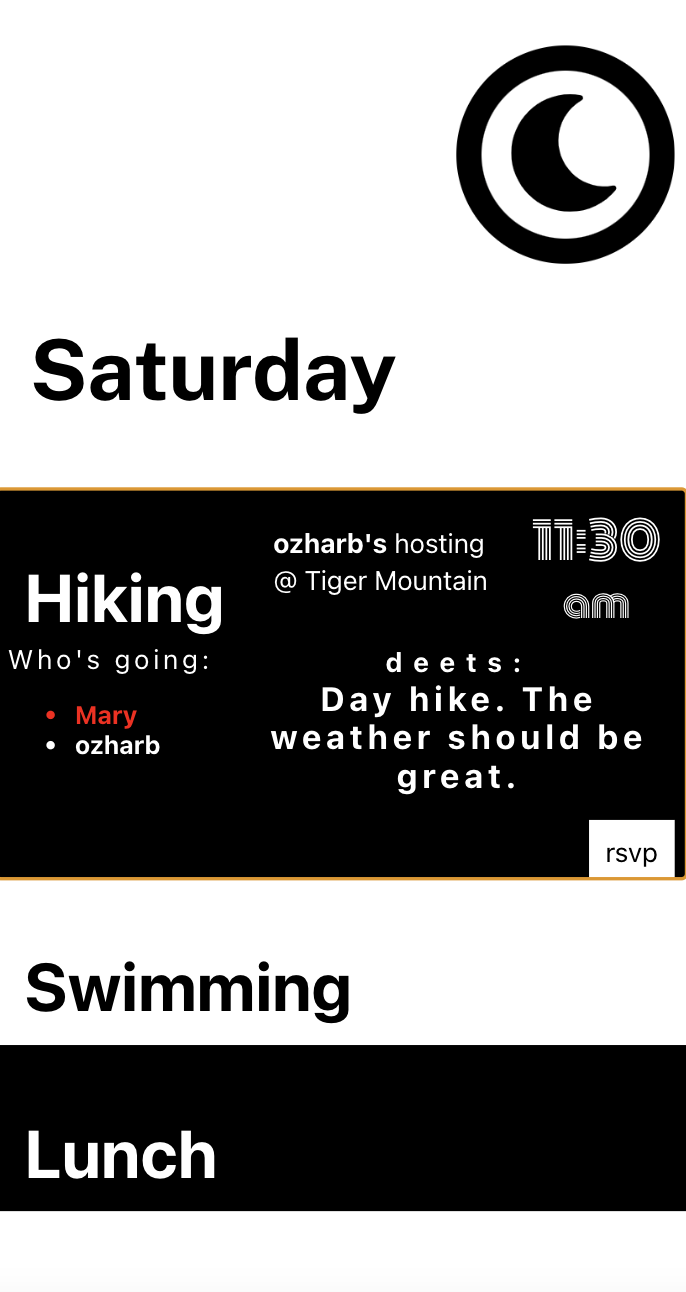 Saturday
Hiking
Who's going:
Mary
ozharb
ozharb's hosting
@ Tiger Mountain
11:30
am
deets:
Day hike. The
weather should be
great.
rsvp
Swimming
Lunch